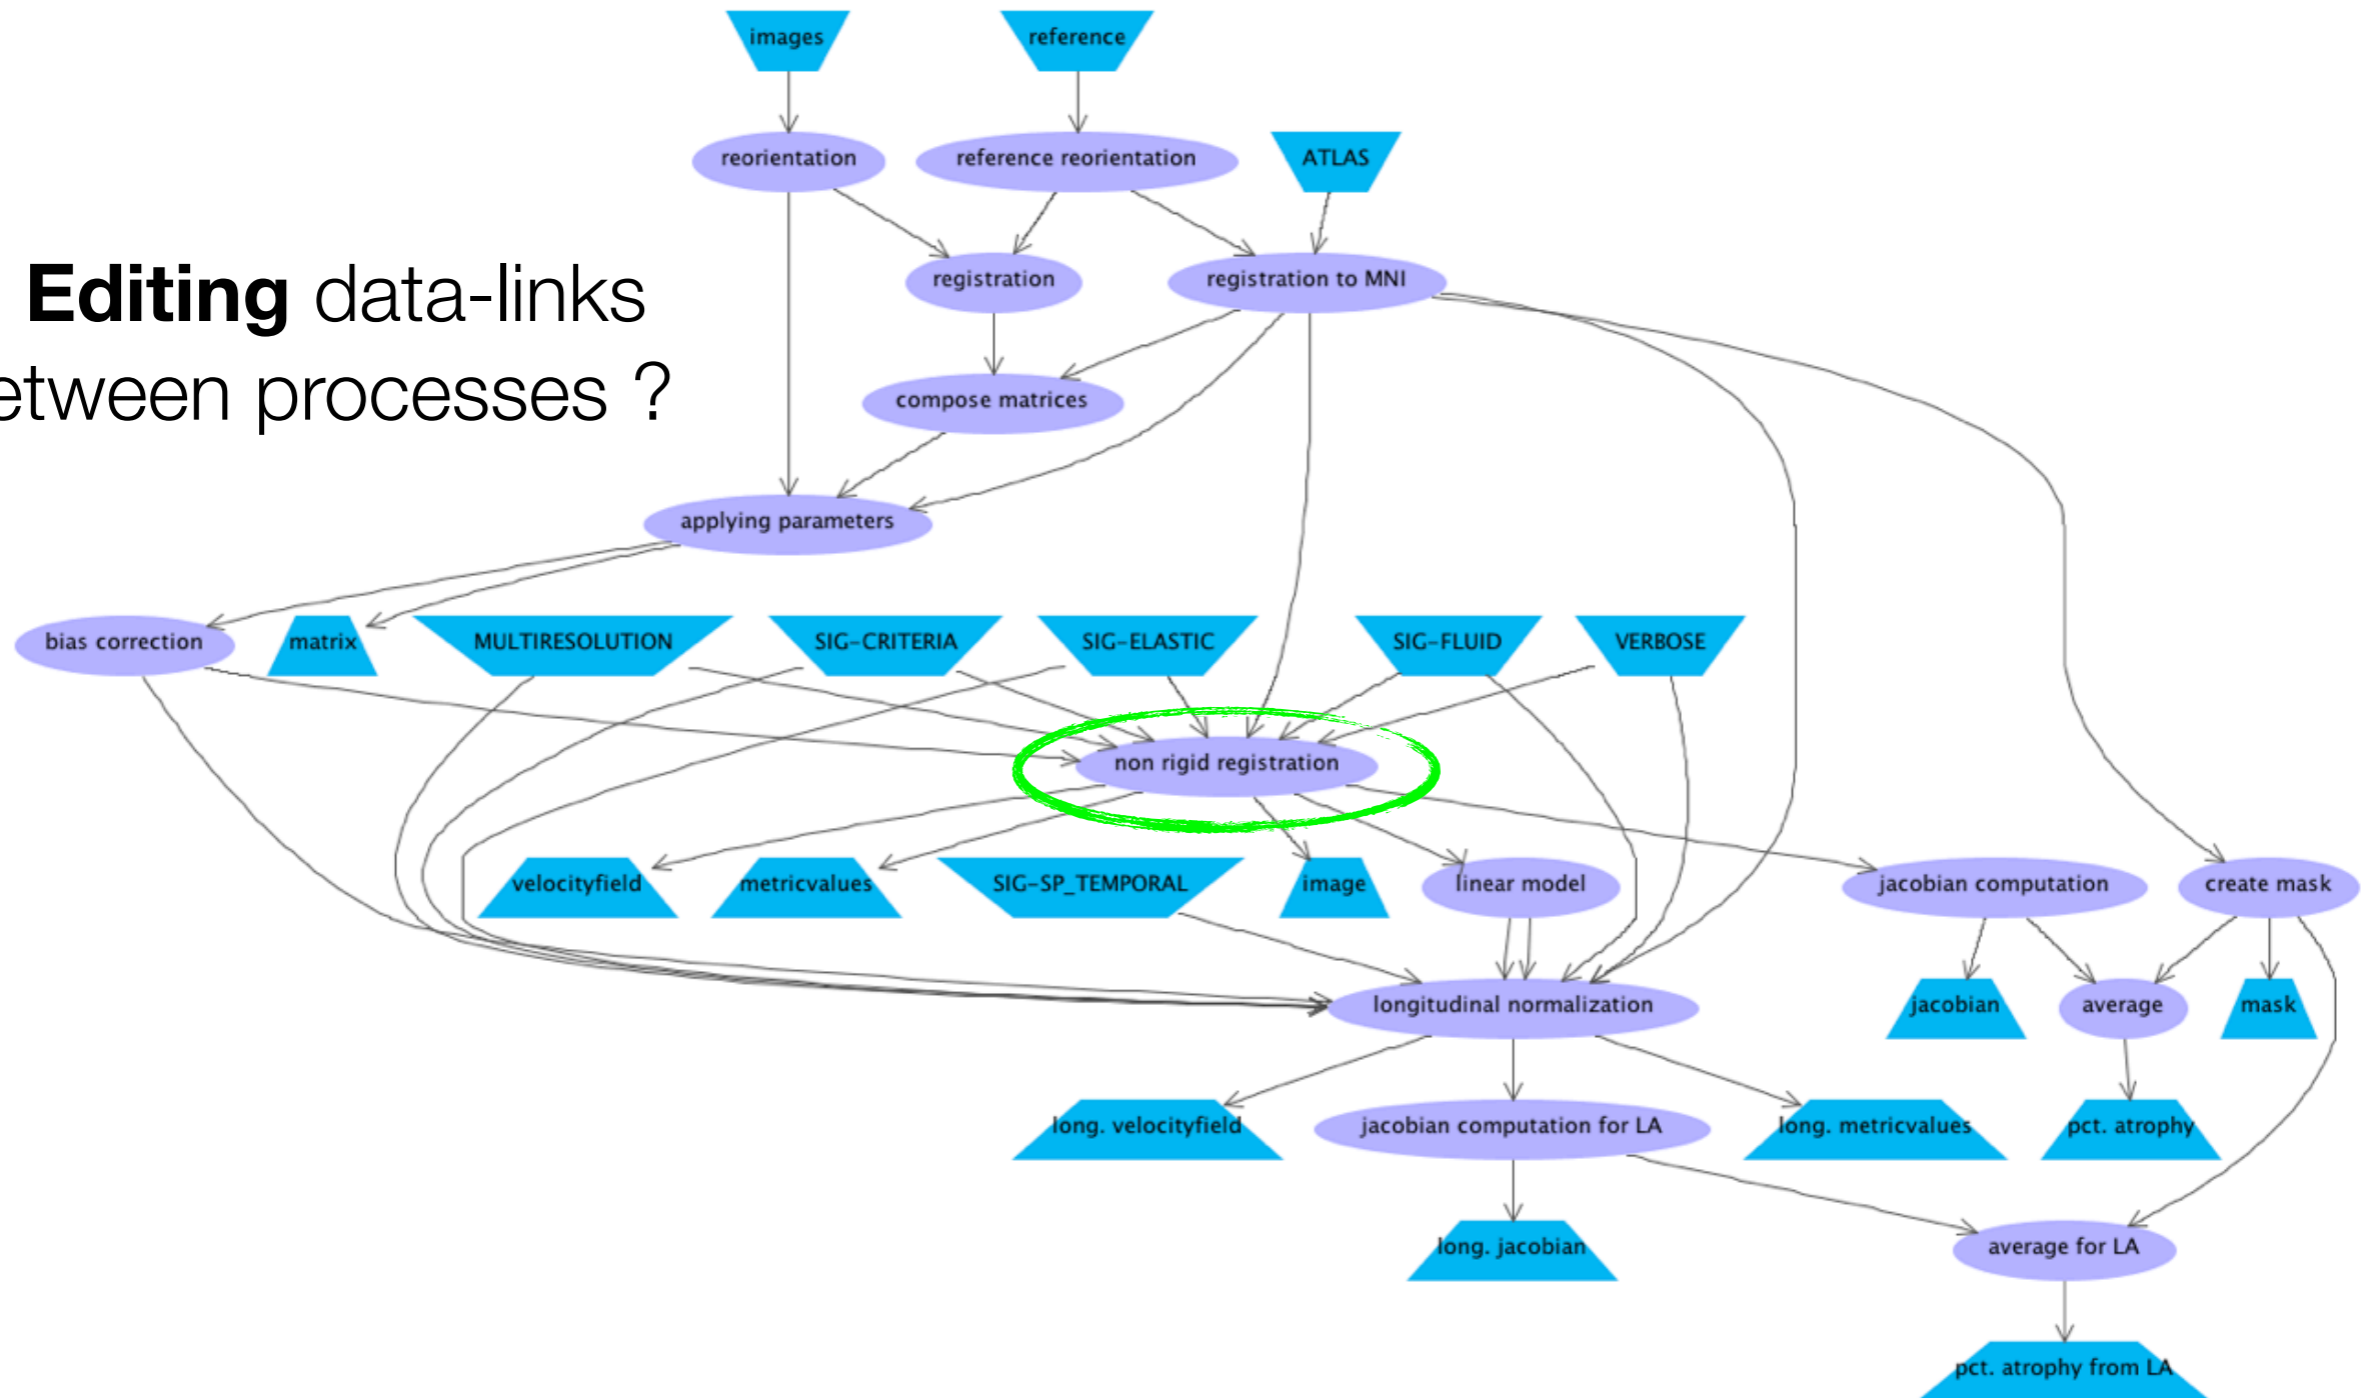 images
reference
reorientation
reference reorientation
ATLAS
Editing data-links
etween processes ?
registration
registration to MNI
compose matrices
applying parameters
bias correction
matrix
MULTIRESOLUTION
SIG-CRITERIA
SIG-ELASTIC
SIG-FLUID
VERBOSE
non rigid registration
velocityfield
metricvalues
SIG-SP_TEMPORAL
image
linear model
jacobian computation
create mask
longitudinal normalization
jacobian
average
mask
long. velocityfield
jacobian computation for LA
long. metricvalues
pct. atrophy
long. jacobian
average for LA
pct. atrophy from LA